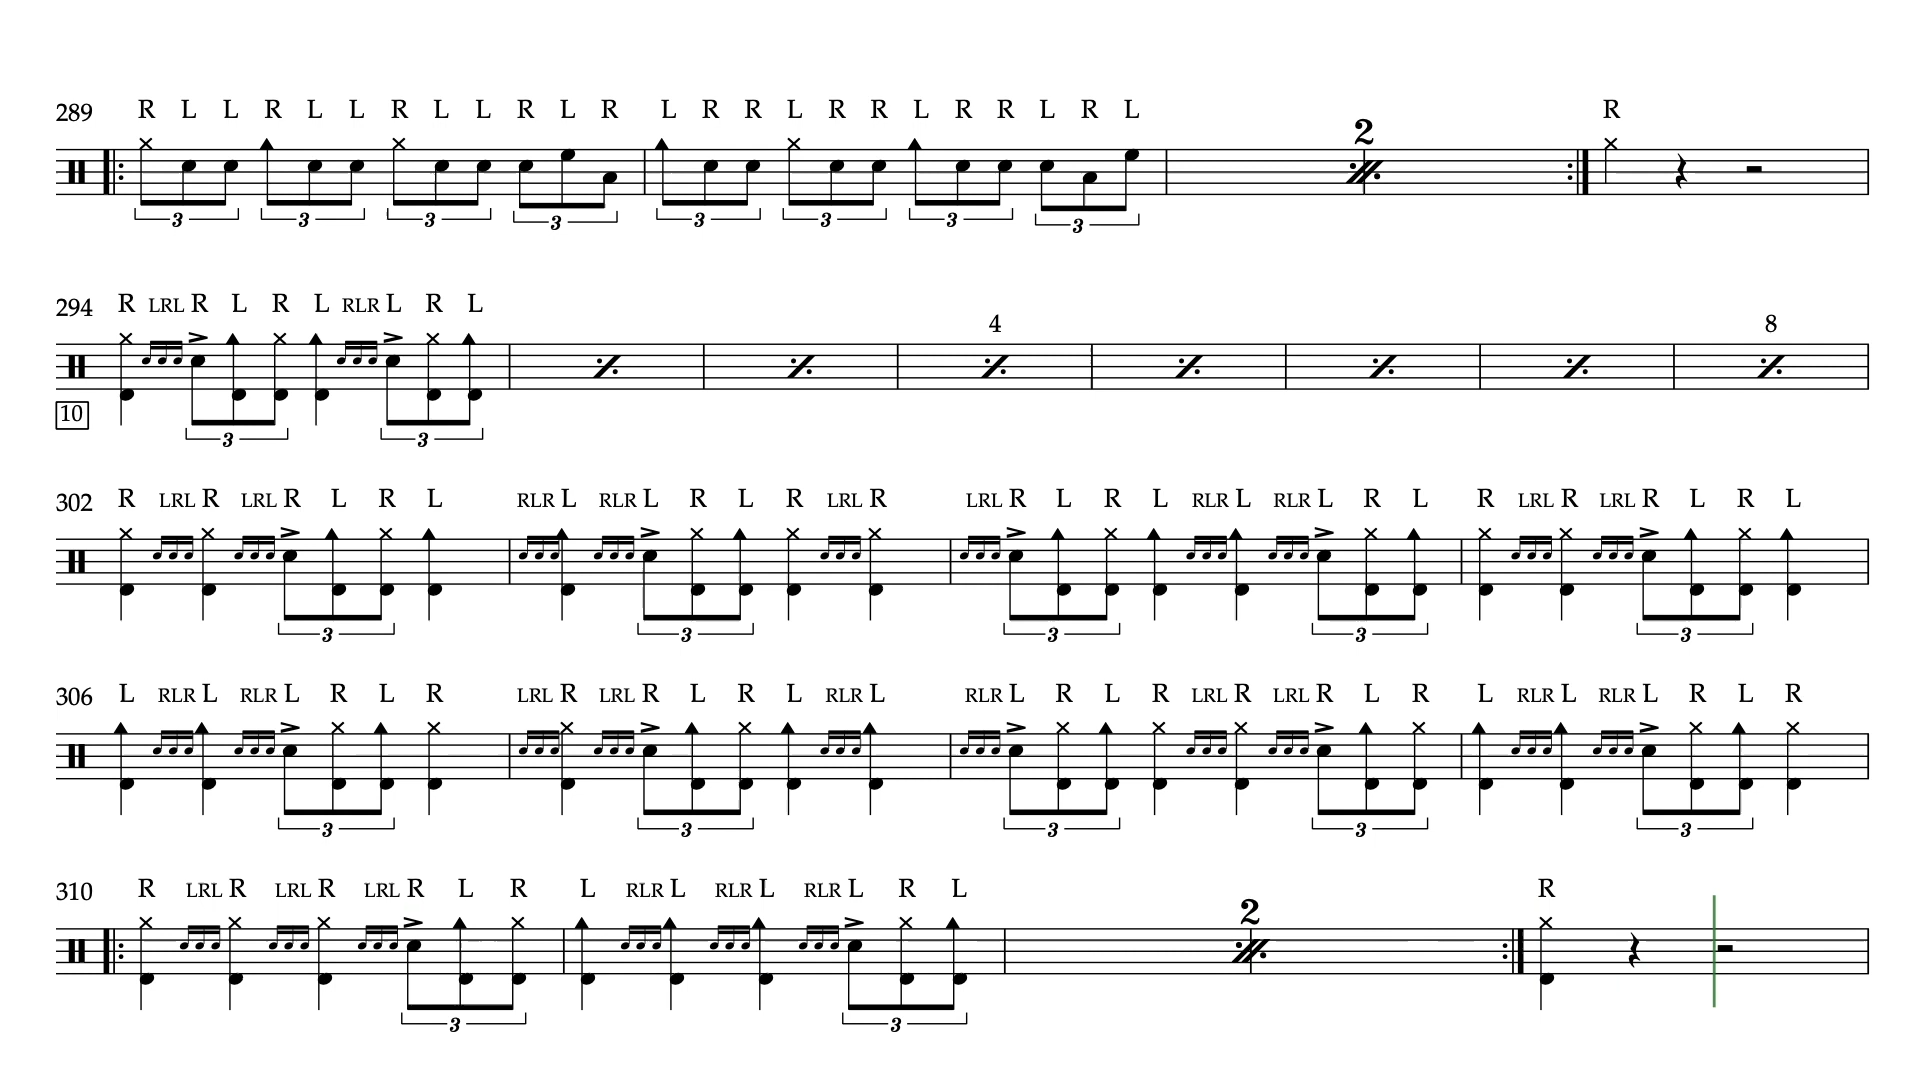 289 R L L R L L R L L R L R L R R L R R L R R L R L 2 R
3 3 3 3 3 3 3 3
294 R LRL R L R L RLR L R L 4 8
10
3 3
302 R LRL R LRL R L R L RLR L RLR L R L R LRL R LRL R L R L RLR L RLR L R L R LRL R LRL R L R L
3 3 3 3 3
306 L RLR L RLR L R L R LRL R LRL R L R L RLR L RLR L R L R LRL R LRL R L R L RLR L RLR L R L R
3 3 3 3 3
310 R LRL R LRL R LRL R L R L RLR L RLR L RLR L R L 2 R
3 3